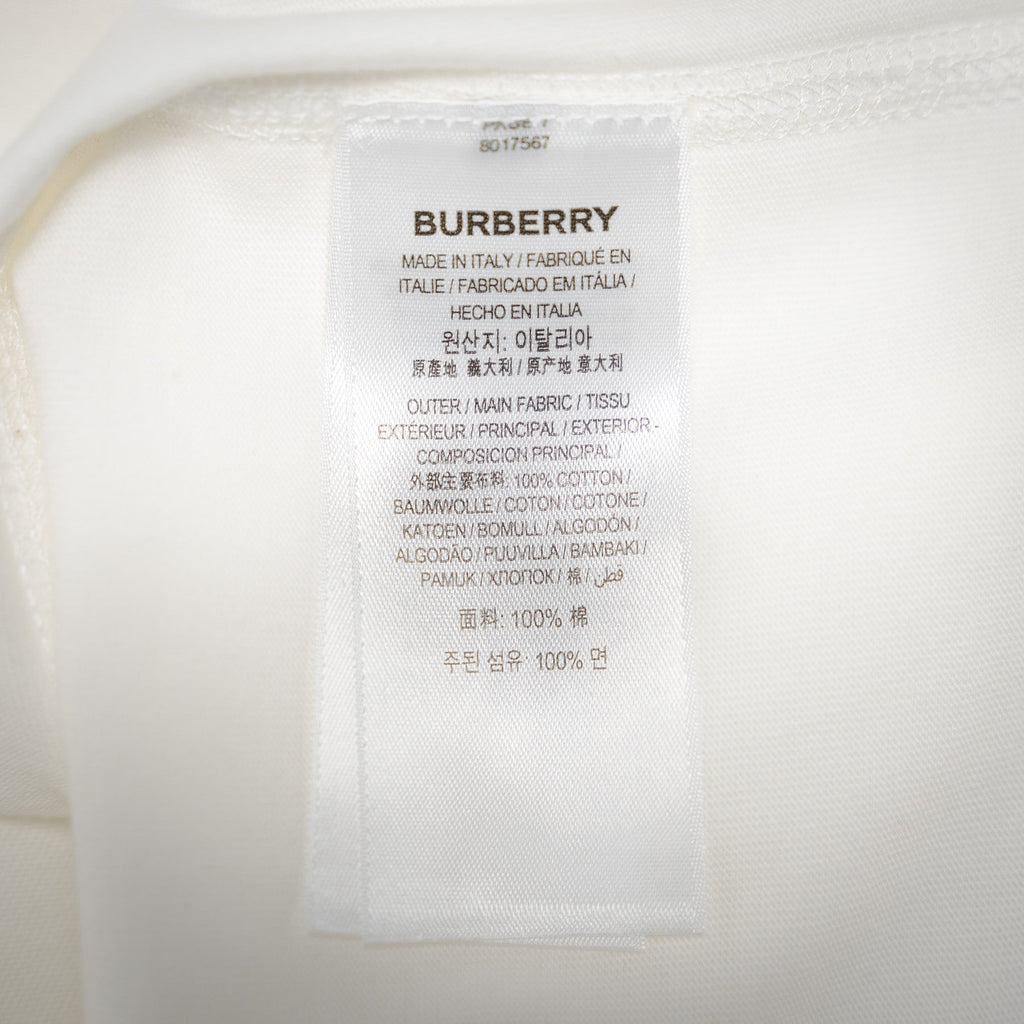 PAGE 1
8017567
BURBERRY
MADE IN ITALY / FABRIQUÉ EN
ITALIE / FABRICADO EM ITÁLIA /
HECHO EN ITALIA
원산지: 이탈리아
原產地 義大利 / 原产地 意大利
OUTER / MAIN FABRIC / TISSU
EXTÉRIEUR / PRINCIPAL / EXTERIOR -
COMPOSICION PRINCIPAL /
外部主要布料: 100% COTTON /
BAUMWOLLE / COTON / COTONE /
KATOEN / BOMULL / ALGODÓN /
ALGODÃO / PUUVILLA / BAMBAKI /
PAMUK / ХЛОПОК / 棉 / قطن
面料: 100% 棉
주된 섬유: 100% 면